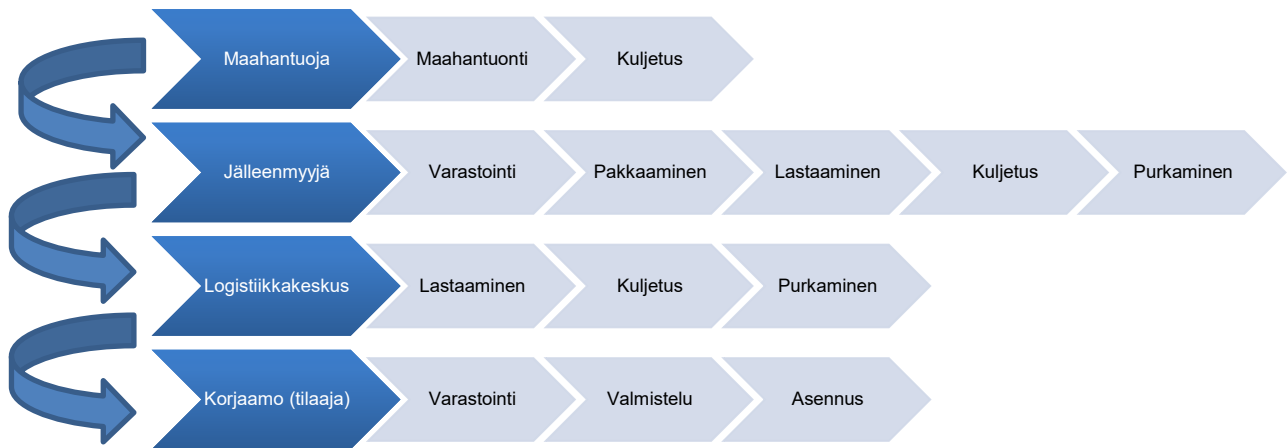 Maahantuoja Maahantuonti Kuljetus
Jälleenmyyjä Varastointi Pakkaaminen Lastaaminen Kuljetus Purkaminen
Logistiikkakeskus Lastaaminen Kuljetus Purkaminen
Korjaamo (tilaaja) Varastointi Valmistelu Asennus